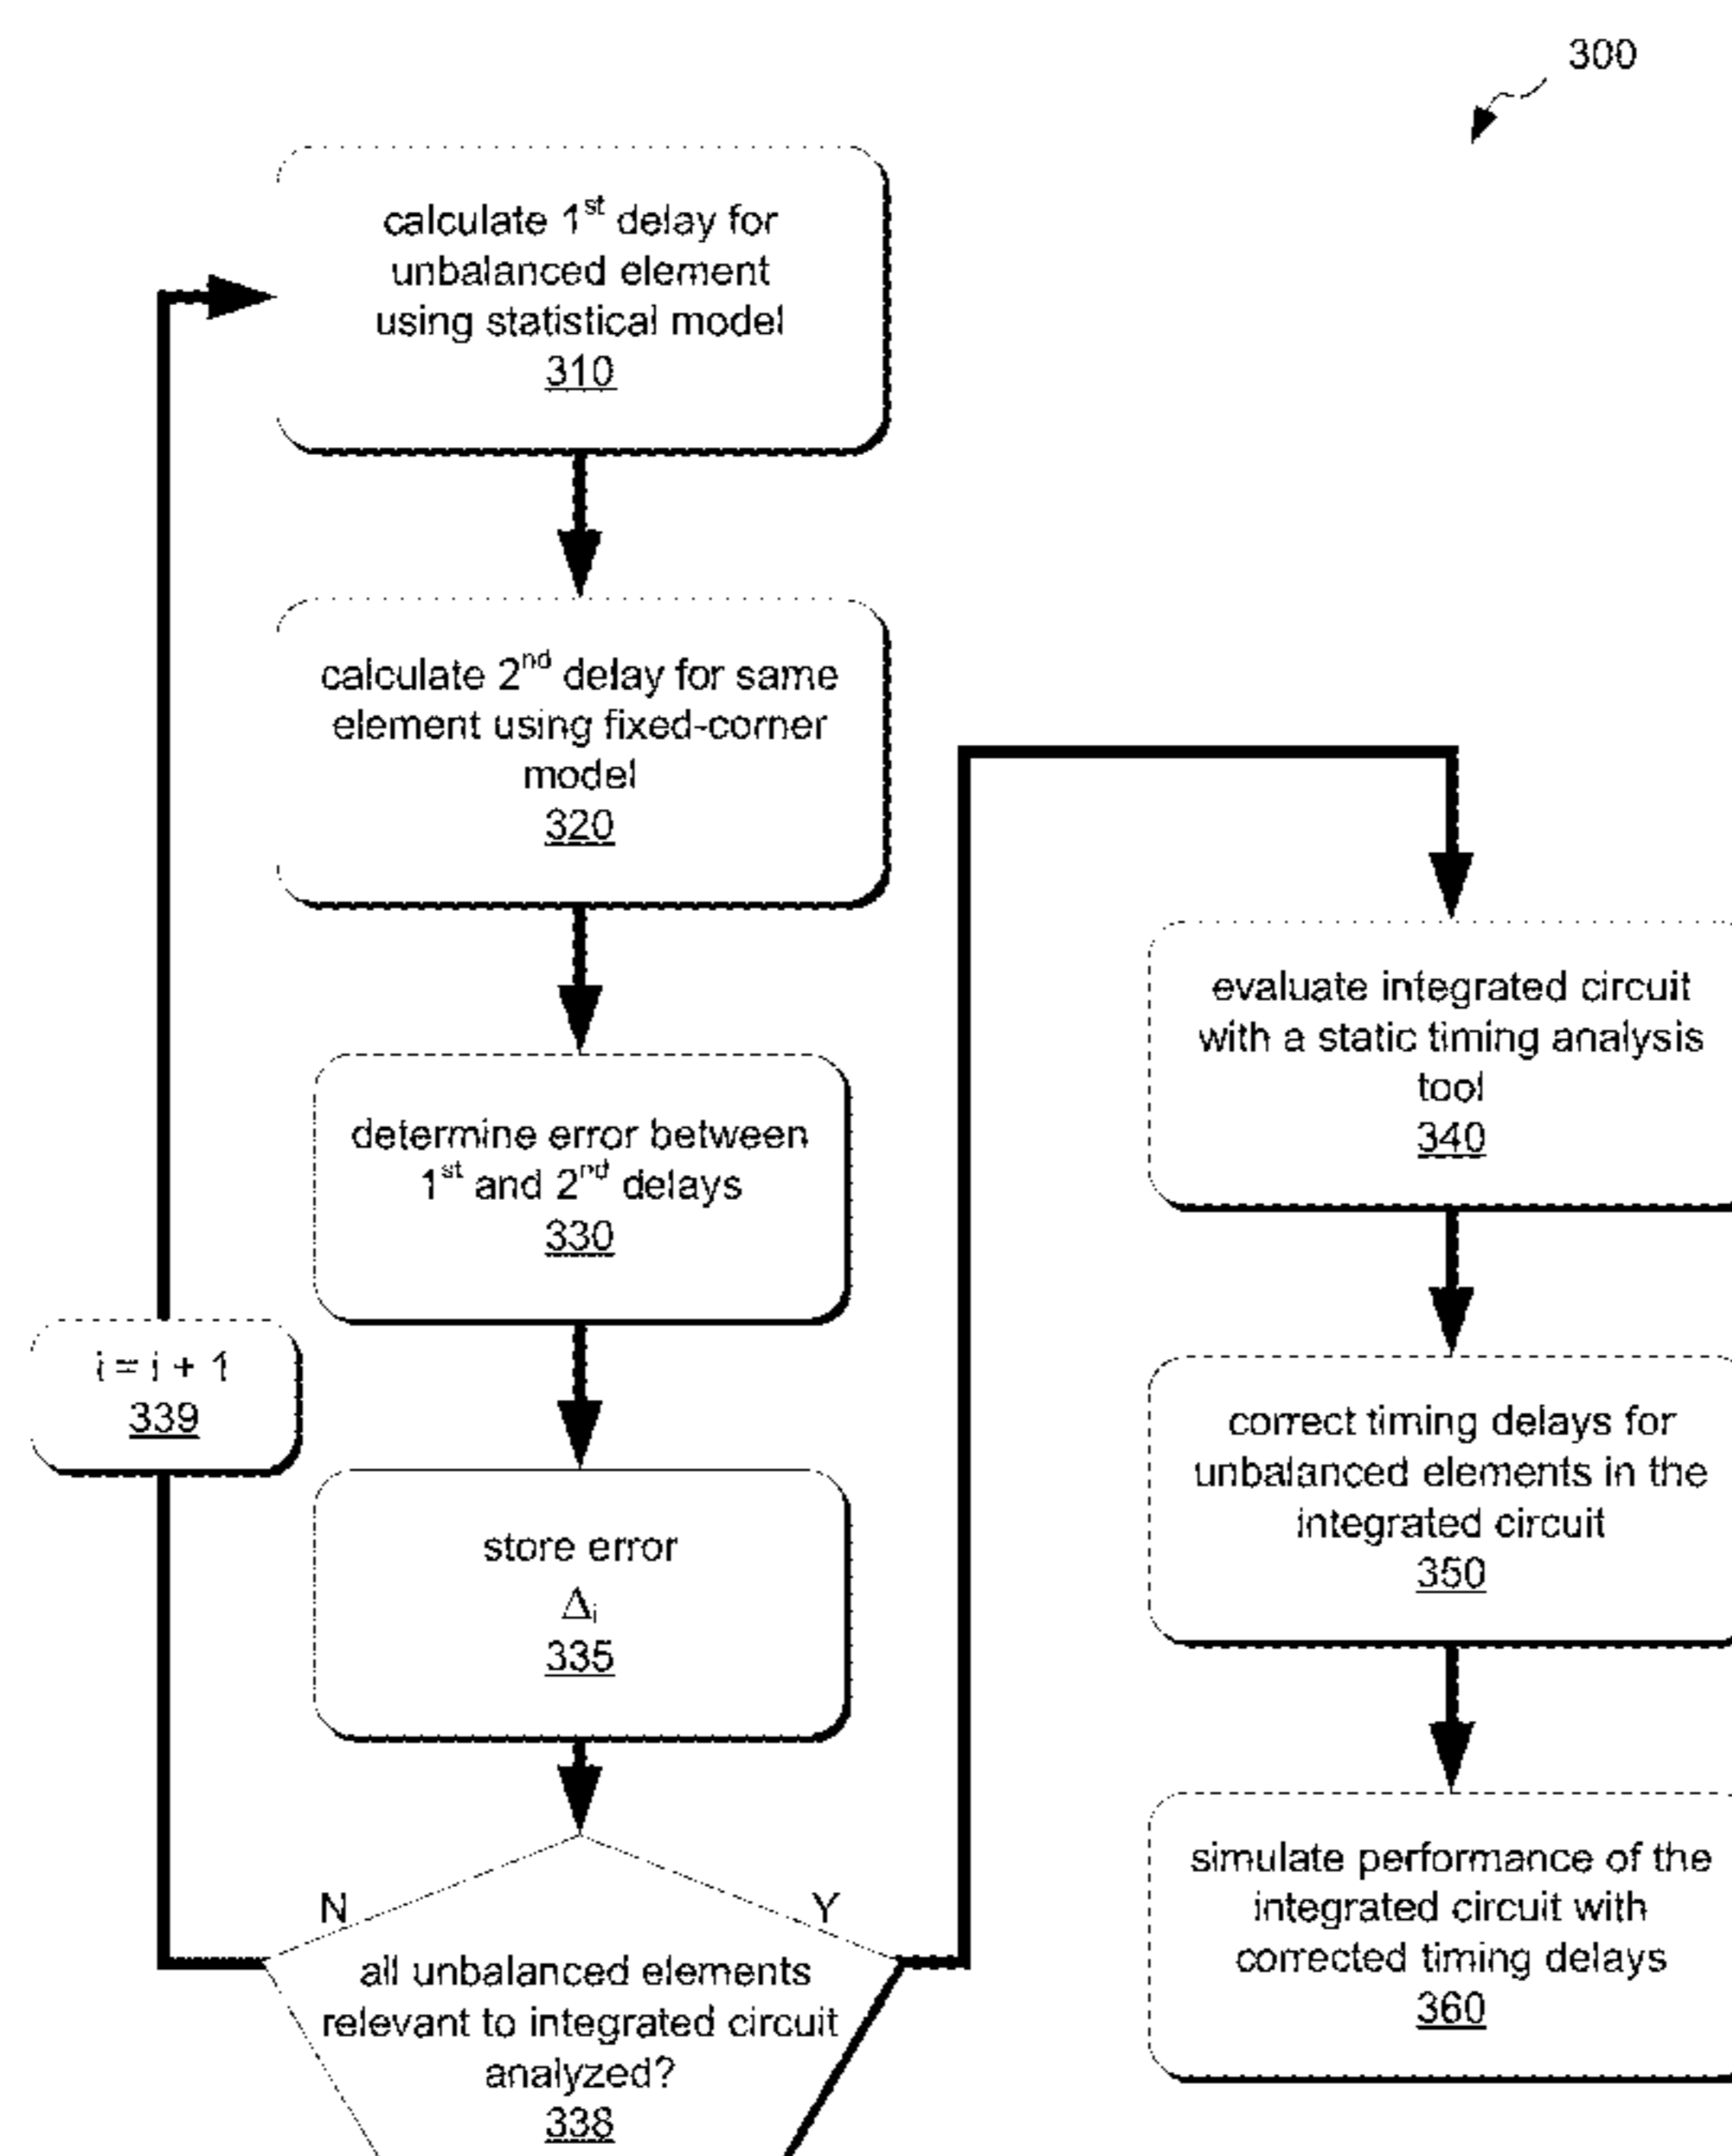 300
calculate 1st delay for
unbalanced element
using statistical model
310
calculate 2nd delay for same
element using fixed-corner
model
320
determine error between
1st and 2nd delays
330
i = i + 1
339
store error
Δi
335
N
Y
all unbalanced elements
relevant to integrated circuit
analyzed?
338
evaluate integrated circuit
with a static timing analysis
tool
340
correct timing delays for
unbalanced elements in the
integrated circuit
350
simulate performance of the
integrated circuit with
corrected timing delays
360